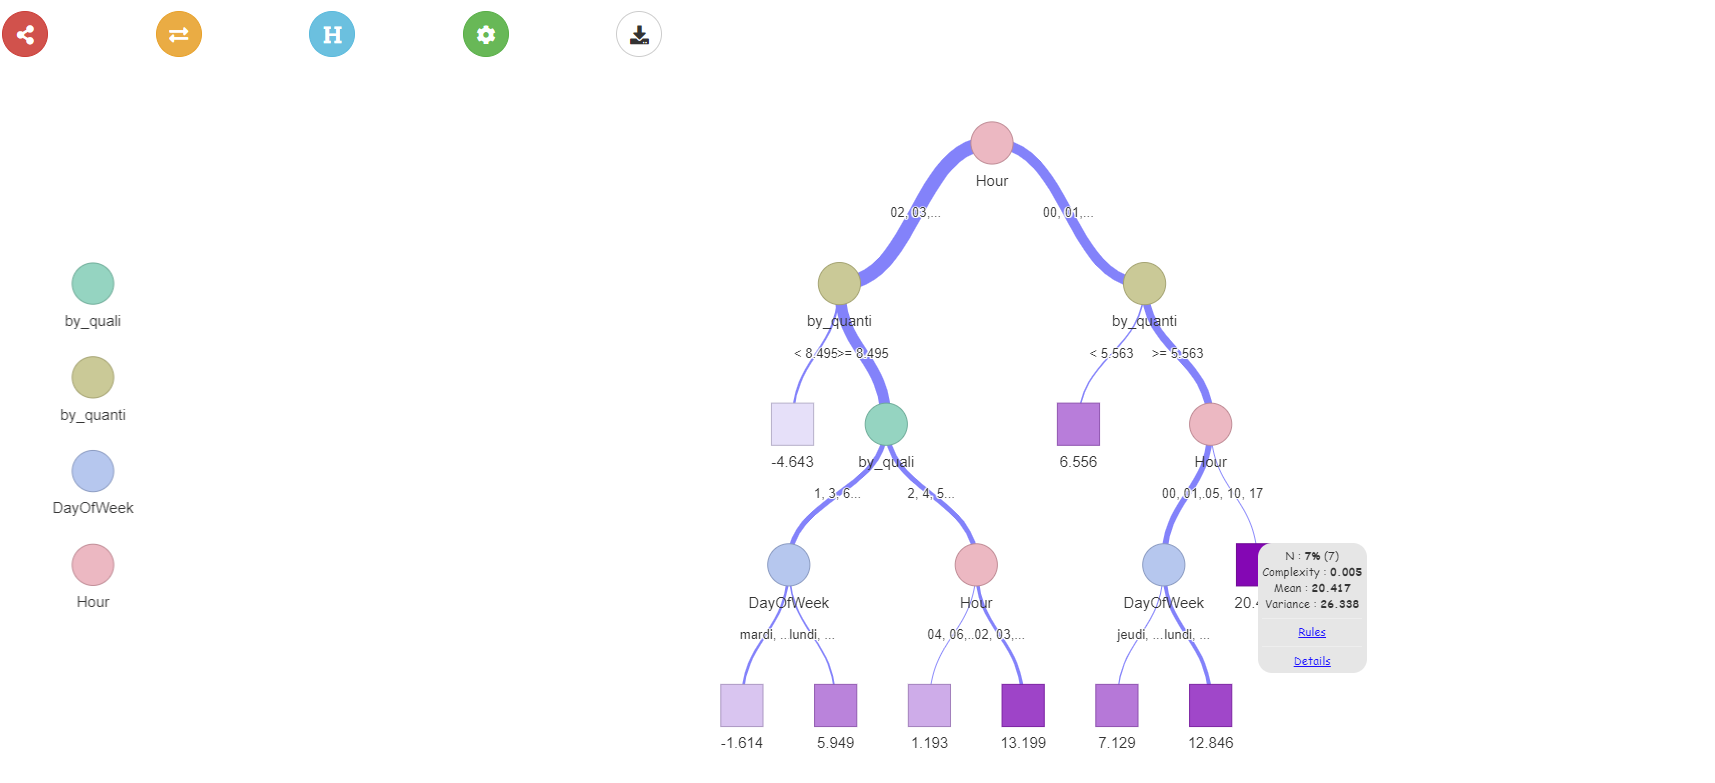 H
Hour
02, 03,...
00, 01,...
by_quanti
by_quanti
< 8.495
>= 8.495
< 5.563
>= 5.563
by_quali
by_quanti
DayOfWeek
Hour
-4.643
by_quali
6.556
Hour
1, 3, 6...
2, 4, 5...
00, 01,
05, 10, 17
DayOfWeek
Hour
DayOfWeek
N : 7% (7)
Complexity : 0.005
Mean : 20.417
Variance : 26.338
Rules
Details
mardi, ...
lundi, ...
04, 06,..
02, 03,...
jeudi, ...
lundi, ...
-1.614
5.949
1.193
13.199
7.129
12.846